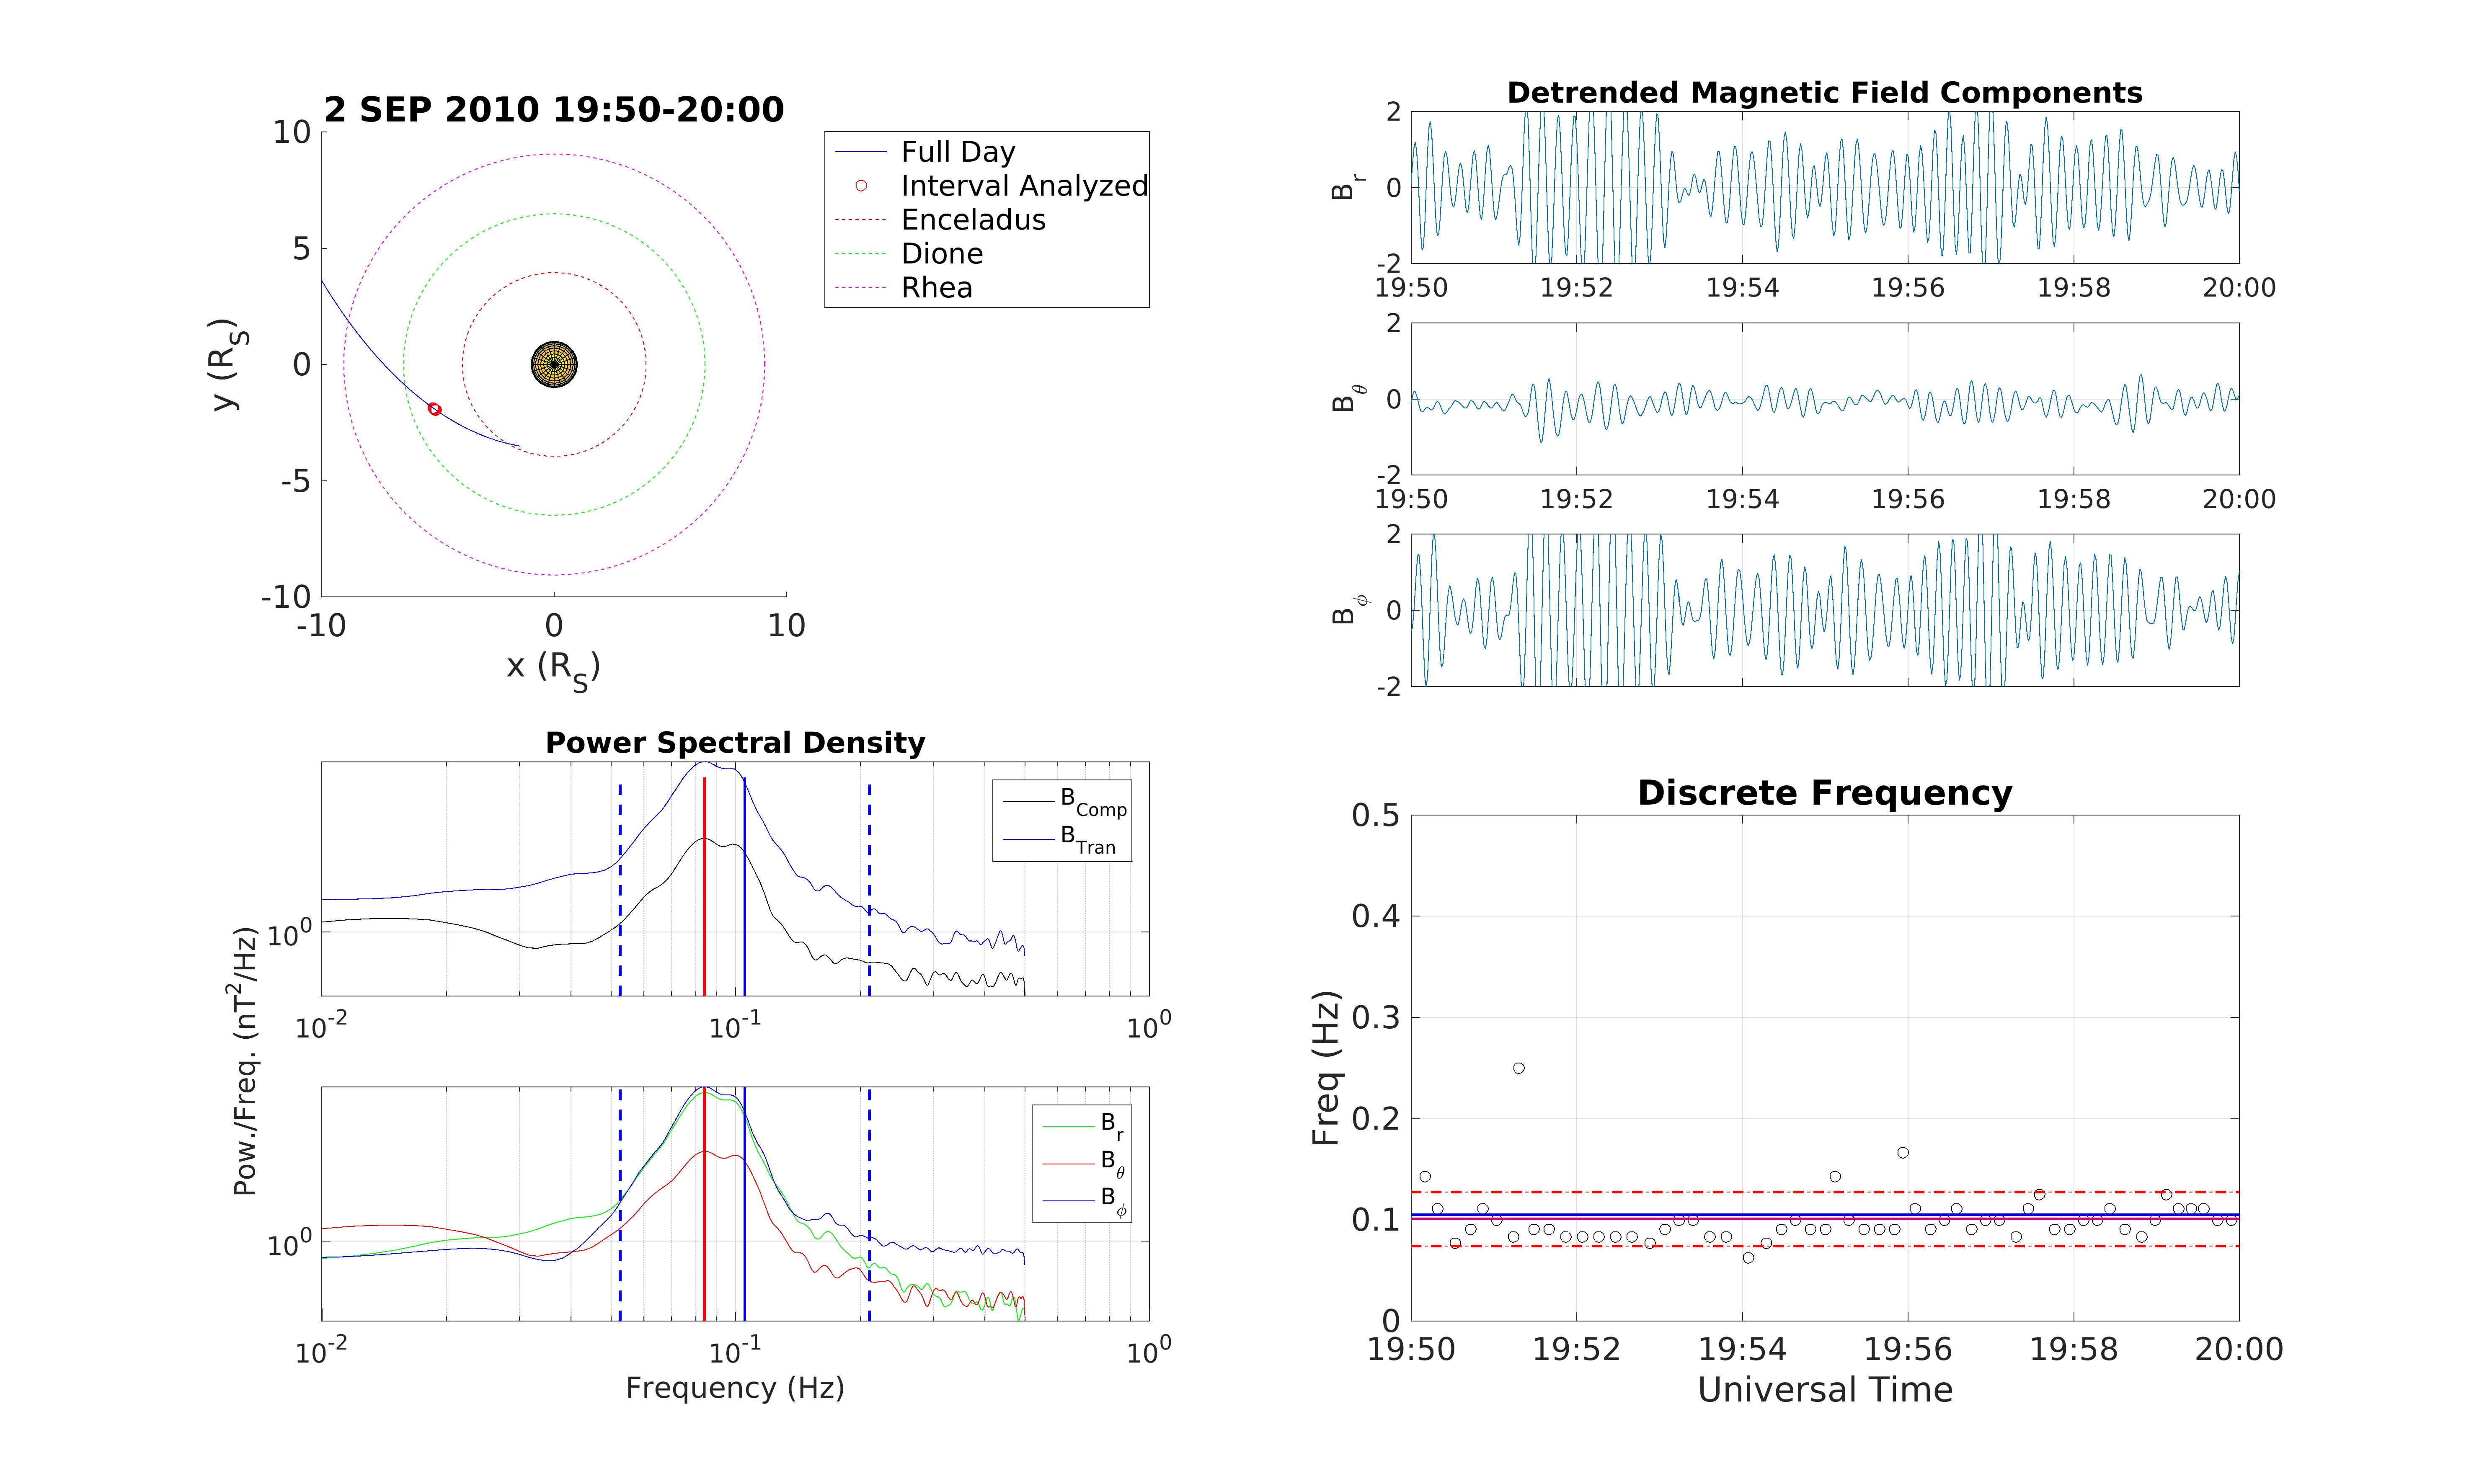 2 SEP 2010 19:50-20:00
10
5
0
-5
-10
-10 0 10
y (R_S)
x (R_S)
Full Day
Interval Analyzed
Enceladus
Dione
Rhea
Detrended Magnetic Field Components
2
0
-2
B_r
19:50 19:52 19:54 19:56 19:58 20:00
2
0
-2
B_θ
19:50 19:52 19:54 19:56 19:58 20:00
2
0
-2
B_ϕ
Power Spectral Density
10^0
10^-2 10^-1 10^0
B_Comp
B_Tran
Pow./Freq. (nT^2/Hz)
10^0
10^-2 10^-1 10^0
B_r
B_θ
B_ϕ
Frequency (Hz)
Discrete Frequency
0.5
0.4
0.3
0.2
0.1
0
Freq (Hz)
19:50 19:52 19:54 19:56 19:58 20:00
Universal Time